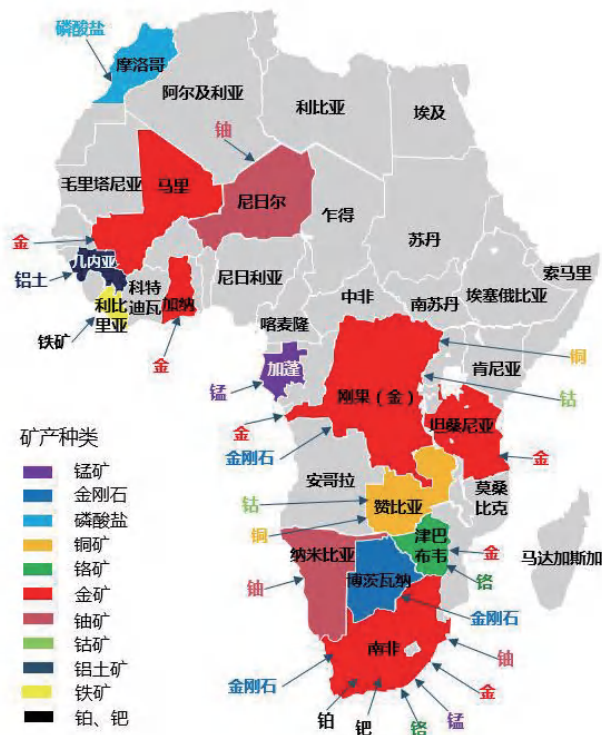 磷酸盐
摩洛哥
阿尔及利亚
利比亚
埃及
铀
毛里塔尼亚
马里
尼日尔
乍得
苏丹
金
几内亚
铝土
科特
迪瓦
加纳
尼日利亚
索马里
埃塞俄比亚
中非
南苏丹
利比
里亚
铁矿
金
喀麦隆
铜
加蓬
肯尼亚
锰
刚果（金）
钴
坦桑尼亚
金
金刚石
金
矿产种类
锰矿
金刚石
磷酸盐
铜矿
铬矿
金矿
铀矿
钴矿
铝土矿
铁矿
铂、钯
安哥拉
莫桑
比克
钴
赞比亚
铜
津巴
布韦
金
马达加斯加
纳米比亚
铀
博茨瓦纳
铬
金刚石
南非
铀
金刚石
金
铂
钯
铬
锰